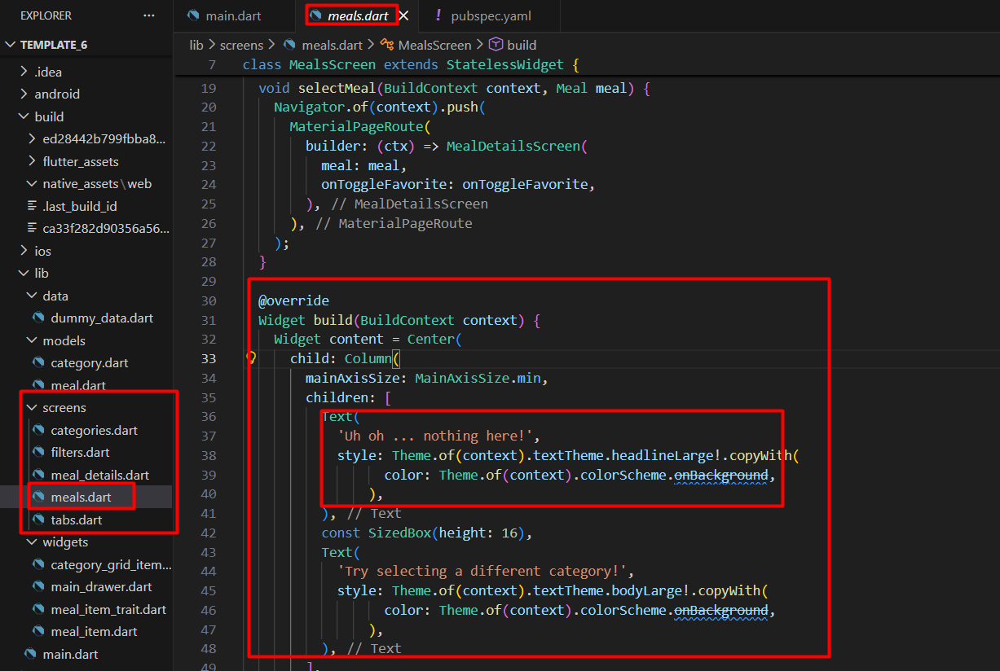 EXPLORER
...
TEMPLATE_6
.idea
android
build
ed28442b799fbba8...
flutter_assets
native_assets\web
.last_build_id
ca33f282d90356a56...
ios
lib
data
dummy_data.dart
models
category.dart
meal.dart
screens
categories.dart
filters.dart
meal_details.dart
meals.dart
tabs.dart
widgets
category_grid_item...
main_drawer.dart
meal_item_trait.dart
meal_item.dart
main.dart
main.dart
meals.dart
! pubspec.yaml
lib > screens > meals.dart > MealsScreen > build
7 class MealsScreen extends StatelessWidget {
19 void selectMeal(BuildContext context, Meal meal) {
20 Navigator.of(context).push(
21 MaterialPageRoute(
22 builder: (ctx) => MealDetailsScreen(
23 meal: meal,
24 onToggleFavorite: onToggleFavorite,
25 ), // MealDetailsScreen
26 ), // MaterialPageRoute
27 );
28 }
29
30 @override
31 Widget build(BuildContext context) {
32 Widget content = Center(
33 child: Column(
34 mainAxisSize: MainAxisSize.min,
35 children: [
36 Text(
37 'Uh oh ... nothing here!',
38 style: Theme.of(context).textTheme.headlineLarge!.copyWith(
39 color: Theme.of(context).colorScheme.onBackground,
40 ),
41 ), // Text
42 const SizedBox(height: 16),
43 Text(
44 'Try selecting a different category!',
45 style: Theme.of(context).textTheme.bodyLarge!.copyWith(
46 color: Theme.of(context).colorScheme.onBackground,
47 ),
48 ), // Text
49 ],